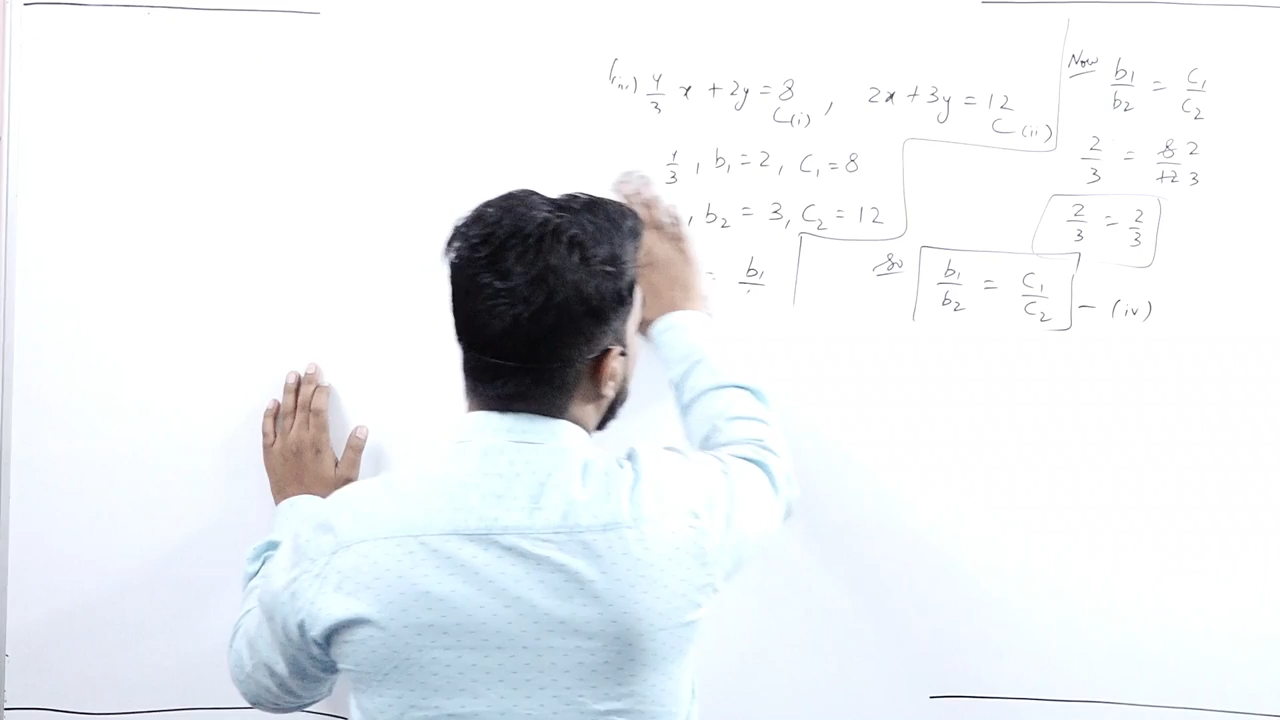 (iv) 4/3 x + 2y = 8 (i), 2x + 3y = 12 (ii)
4/3, b₁ = 2, C₁ = 8
, b₂ = 3, C₂ = 12
= b₁
Now b₁/b₂ = C₁/C₂
2/3 = 8/12 2/3
2/3 = 2/3
So b₁/b₂ = C₁/C₂ — (iv)